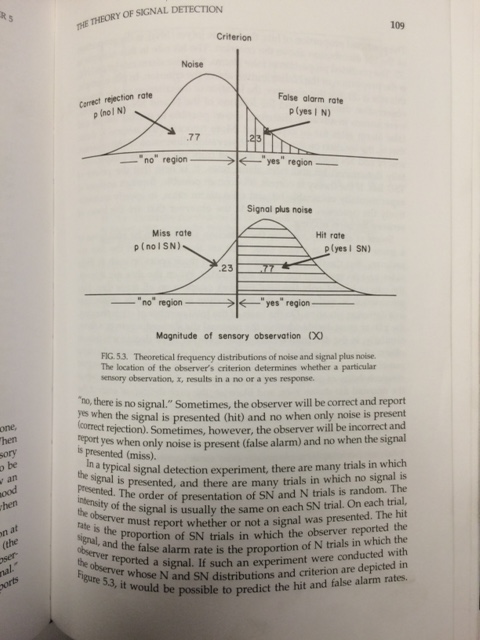 R 5
THE THEORY OF SIGNAL DETECTION
109
Criterion
Noise
Correct rejection rate
p (no I N)
.77
False alarm rate
p (yes I N)
.23
"no" region
"yes" region
Signal plus noise
Miss rate
p (no I SN)
.23
Hit rate
p (yes I SN)
.77
"no" region
"yes" region
Magnitude of sensory observation (X)
FIG. 5.3. Theoretical frequency distributions of noise and signal plus noise.
The location of the observer's criterion determines whether a particular
sensory observation, x, results in a no or a yes response.
"no, there is no signal." Sometimes, the observer will be correct and report
yes when the signal is presented (hit) and no when only noise is present
(correct rejection). Sometimes, however, the observer will be incorrect and
report yes when only noise is present (false alarm) and no when the signal
is presented (miss).
In a typical signal detection experiment, there are many trials in which
the signal is presented, and there are many trials in which no signal is
presented. The order of presentation of SN and N trials is random. The
intensity of the signal is usually the same on each SN trial. On each trial,
the observer must report whether or not a signal was presented. The hit
rate is the proportion of SN trials in which the observer reported the
signal, and the false alarm rate is the proportion of N trials in which the
observer reported a signal. If such an experiment were conducted with
the observer whose N and SN distributions and criterion are depicted in
Figure 5.3, it would be possible to predict the hit and false alarm rates.
one,
sory
o be
v an
ood
on at
(the
nal."
ports